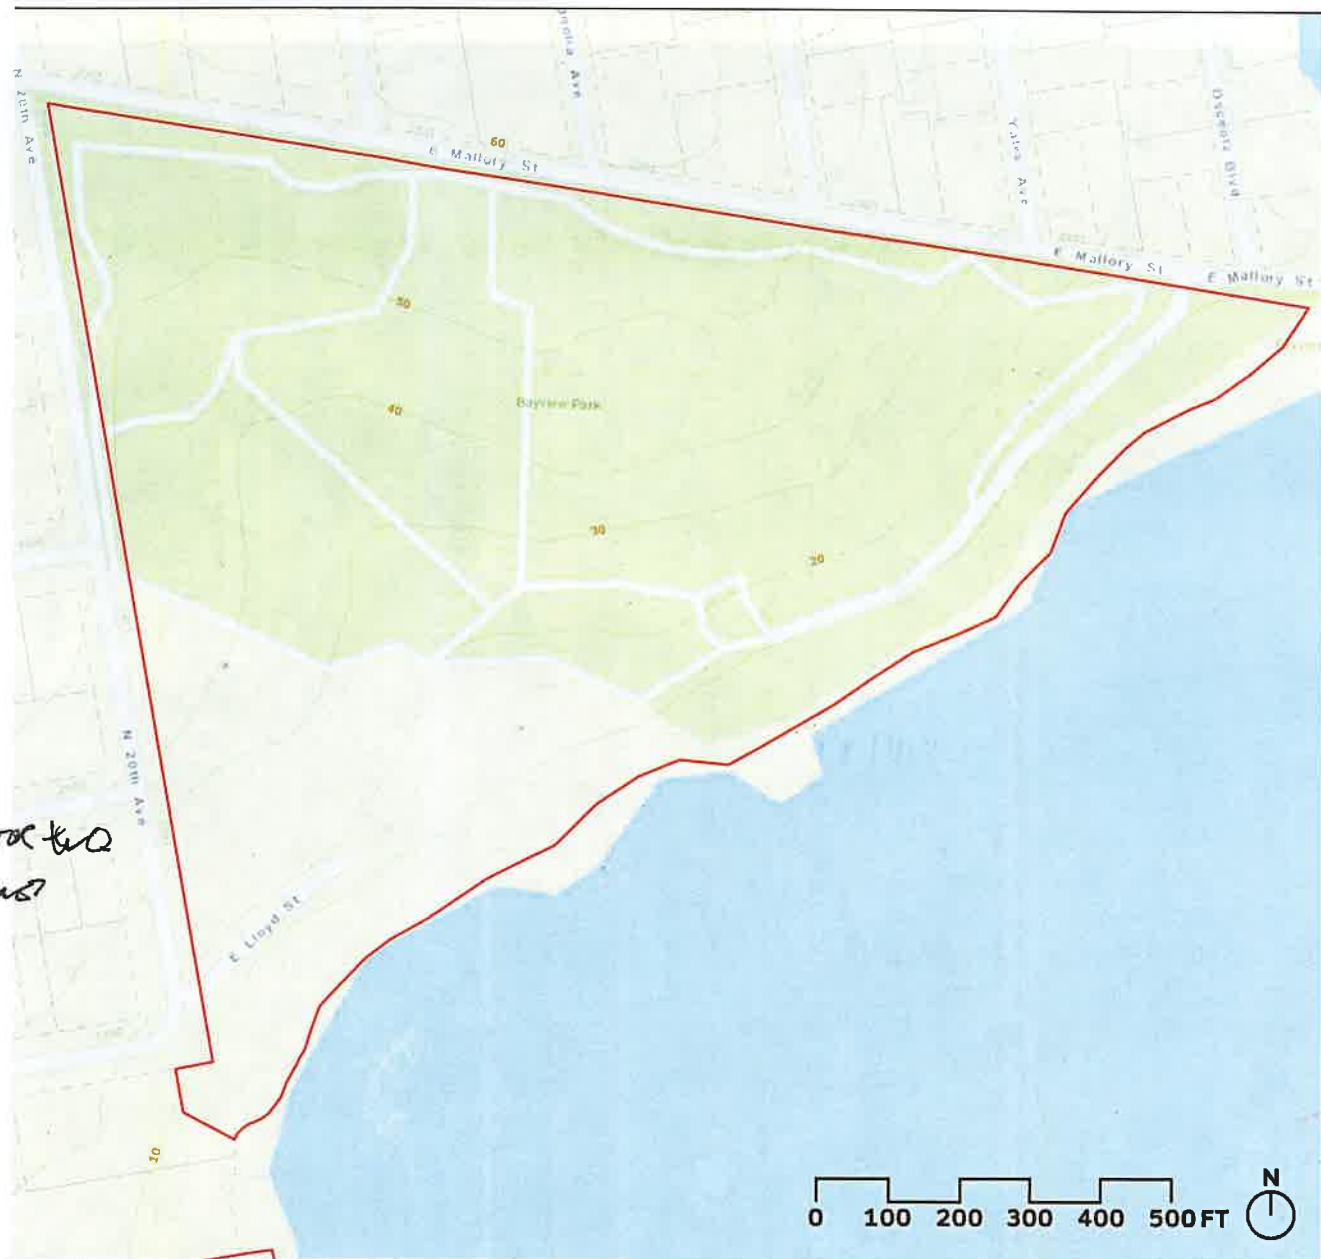 N 20th Ave
Ave
60
E Mallory St
Yates Ave
Osceola Blvd
E Mallory St
E Mallory St
50
40
Bayview Park
30
20
N 20th Ave
E Lloyd St
10
0 100 200 300 400 500 FT
N